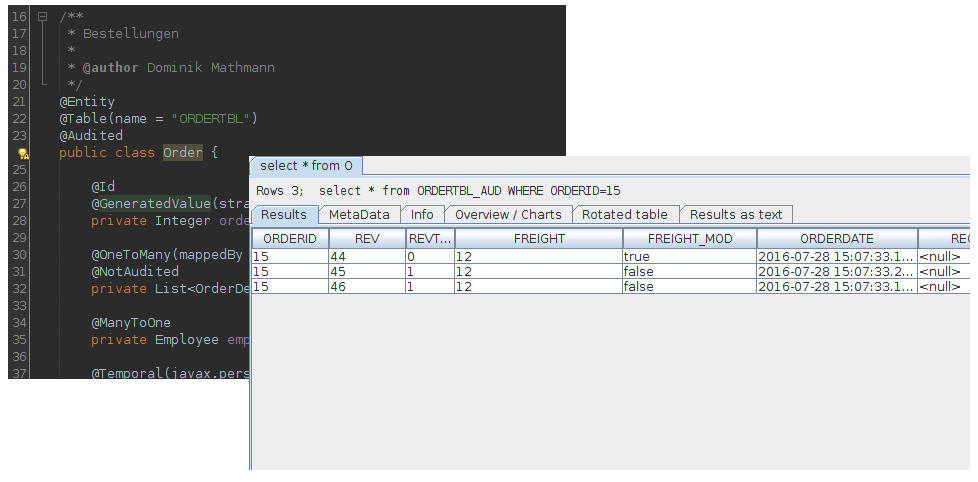 16 /**
17 * Bestellungen
18 *
19 * @author Dominik Mathmann
20 */
21 @Entity
22 @Table(name = "ORDERTBL")
23 @Audited
public class Order {
25
26 @Id
27 @GeneratedValue(stra
28 private Integer orde
29
30 @OneToMany(mappedBy
31 @NotAudited
32 private List<OrderDe
33
34 @ManyToOne
35 private Employee emp
36
37 @Temporal(javax.pers
select * from O
Rows 3; select * from ORDERTBL_AUD WHERE ORDERID=15
Results MetaData Info Overview / Charts Rotated table Results as text
ORDERID REV REVT... FREIGHT FREIGHT_MOD ORDERDATE REC
15 44 0 12 true 2016-07-28 15:07:33.1... <null>
15 45 1 12 false 2016-07-28 15:07:33.2... <null>
15 46 1 12 false 2016-07-28 15:07:33.1... <null>